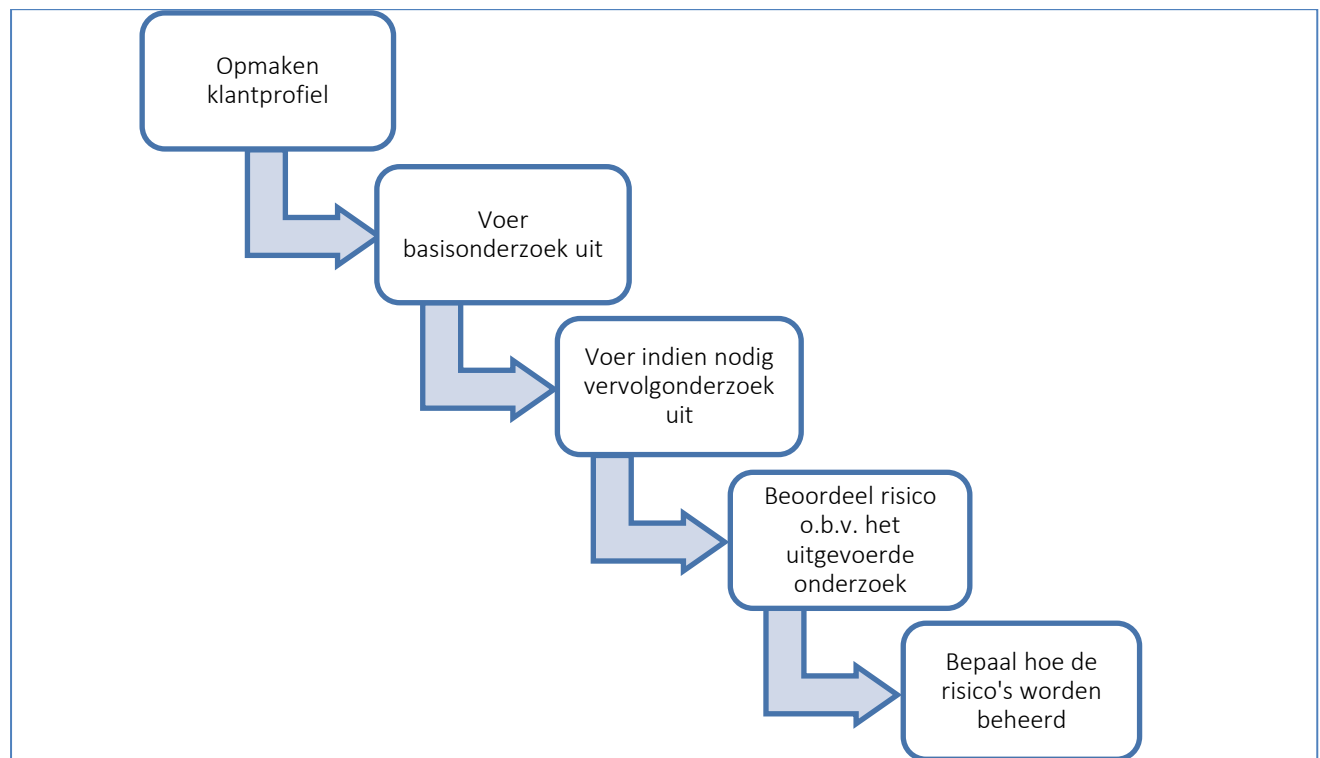 Opmaken
klantprofiel
Voer
basisonderzoek uit
Voer indien nodig
vervolgonderzoek
uit
Beoordeel risico
o.b.v. het
uitgevoerde
onderzoek
Bepaal hoe de
risico's worden
beheerd